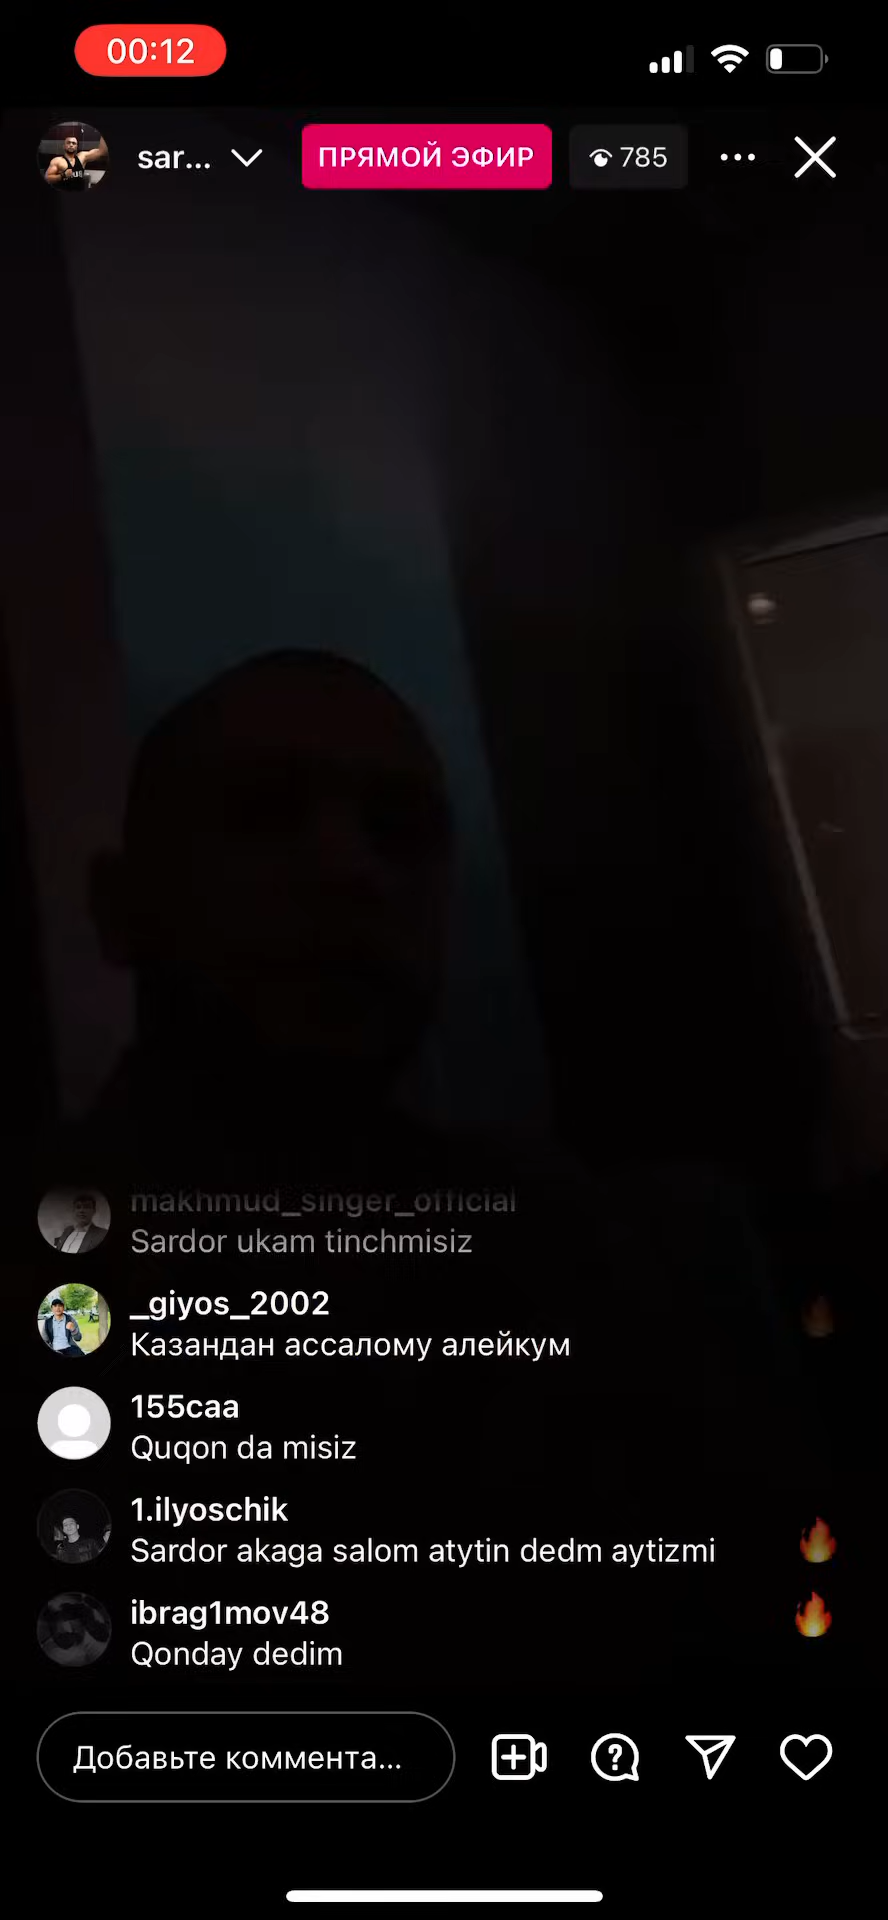 00:12
sar...
ПРЯМОЙ ЭФИР
785
makhmud_singer_official
Sardor ukam tinchmisiz
_giyos_2002
Казандан ассалому алейкум
155caa
Quqon da misiz
1.ilyoschik
Sardor akaga salom atytin dedm aytizmi
ibrag1mov48
Qonday dedim
Добавьте коммента...